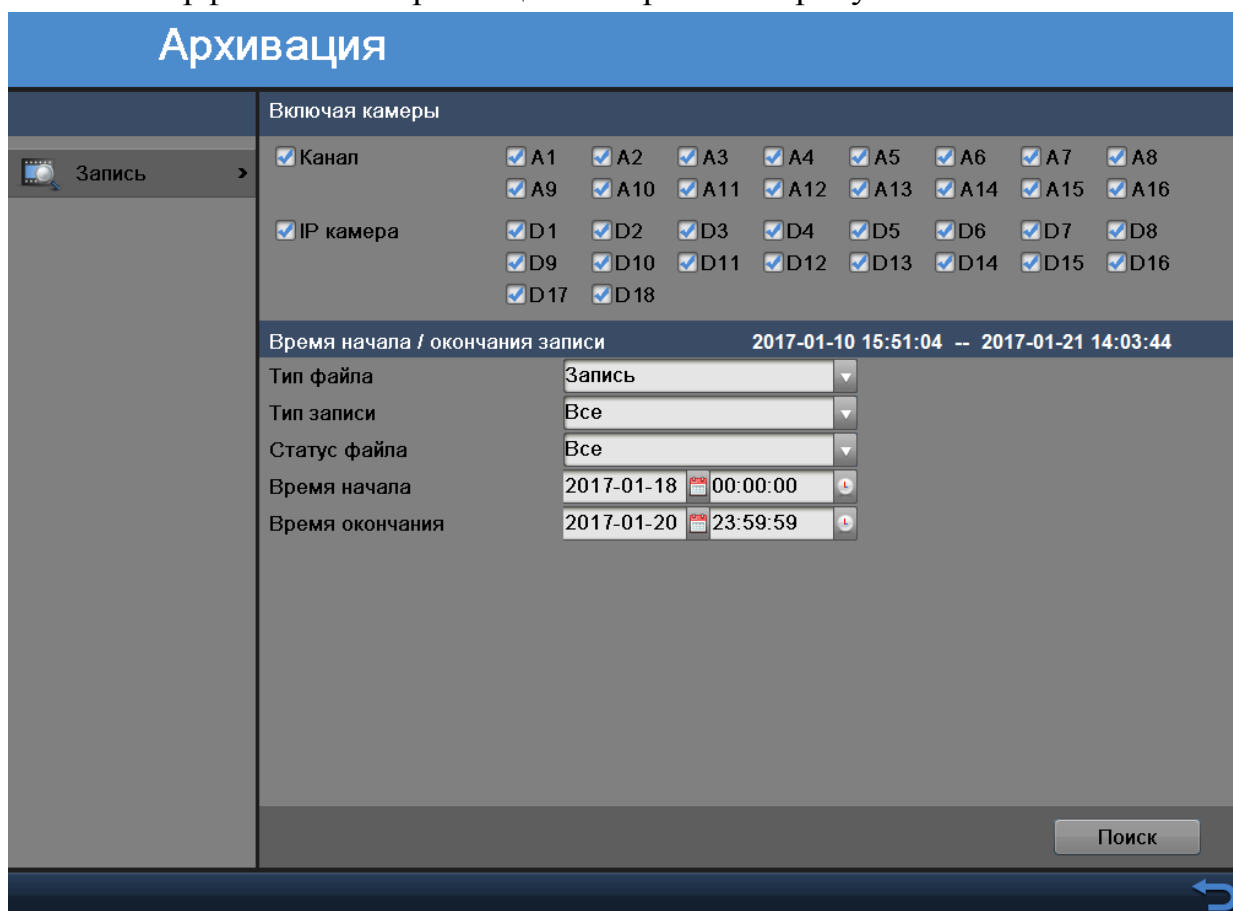 Архивация
Включая камеры
Запись
Канал A1 A2 A3 A4 A5 A6 A7 A8
A9 A10 A11 A12 A13 A14 A15 A16
IP камера D1 D2 D3 D4 D5 D6 D7 D8
D9 D10 D11 D12 D13 D14 D15 D16
D17 D18
Время начала / окончания записи 2017-01-10 15:51:04 -- 2017-01-21 14:03:44
Тип файла Запись
Тип записи Все
Статус файла Все
Время начала 2017-01-18 00:00:00
Время окончания 2017-01-20 23:59:59
Поиск